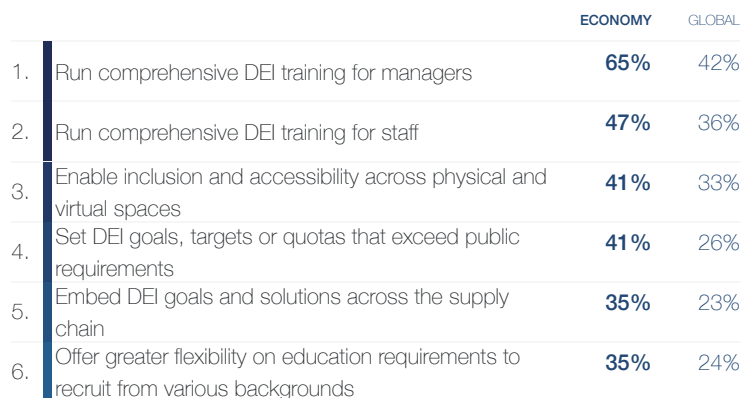 ECONOMY GLOBAL
1. Run comprehensive DEI training for managers 65% 42%
2. Run comprehensive DEI training for staff 47% 36%
3. Enable inclusion and accessibility across physical and 41% 33%
virtual spaces
4. Set DEI goals, targets or quotas that exceed public 41% 26%
requirements
5. Embed DEI goals and solutions across the supply 35% 23%
chain
6. Offer greater flexibility on education requirements to 35% 24%
recruit from various backgrounds